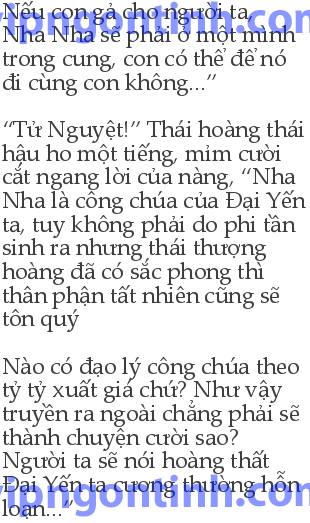 Nếu con gả cho người ta,
Nha Nha sẽ phải ở một mình
trong cung, con có thể để nó
đi cùng con không...”
“Tử Nguyệt!” Thái hoàng thái
hậu ho một tiếng, mỉm cười
cắt ngang lời của nàng, “Nha
Nha là công chúa của Đại Yến
ta, tuy không phải do phi tần
sinh ra nhưng thái thượng
hoàng đã có sắc phong thì
thân phận tất nhiên cũng sẽ
tôn quý
Nào có đạo lý công chúa theo
tỷ tỷ xuất giá chứ? Như vậy
truyền ra ngoài chẳng phải sẽ
thành chuyện cười sao?
Người ta sẽ nói hoàng thất
Đại Yến ta cương thường hỗn
loạn...”